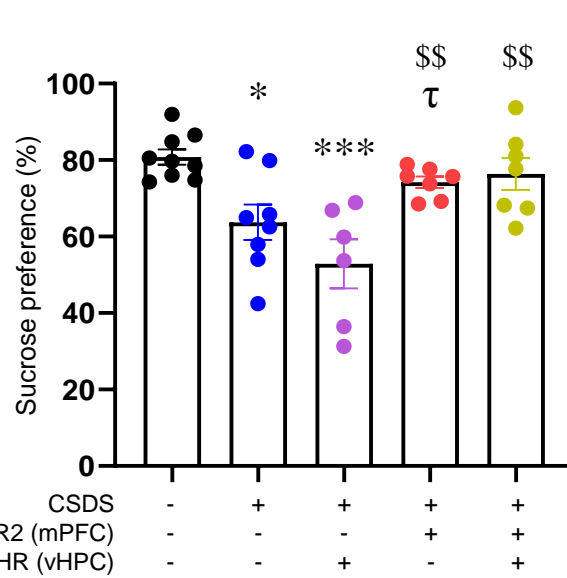 $$ $$
* τ
***
Sucrose preference (%)
100
80
60
40
20
0
CSDS - + + + +
R2 (mPFC) - - - + +
HR (vHPC) - - + - +